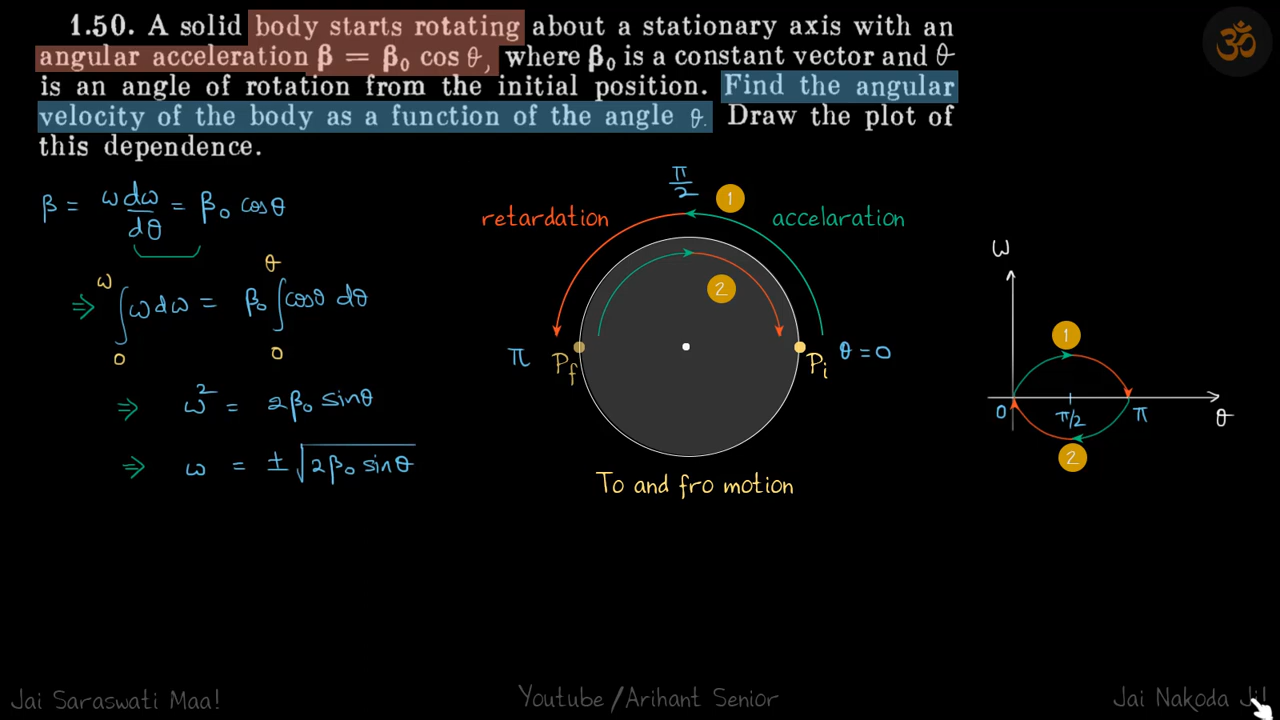 1.50. A solid body starts rotating about a stationary axis with an
angular acceleration β = β₀ cos θ, where β₀ is a constant vector and θ
is an angle of rotation from the initial position. Find the angular
velocity of the body as a function of the angle θ. Draw the plot of
this dependence.
β = ω dω/dθ = β₀ cosθ
⇒ ∫₀^ω ω dω = β₀ ∫₀^θ cosθ dθ
⇒ ω² = 2β₀ sinθ
⇒ ω = ± √(2β₀ sinθ)
π/2
1
retardation
accelaration
2
π
P_f
P_i
θ = 0
To and fro motion
ω
1
0
π/2
π
θ
2
ॐ
Jai Saraswati Maa!
Youtube /Arihant Senior
Jai Nakoda Ji!